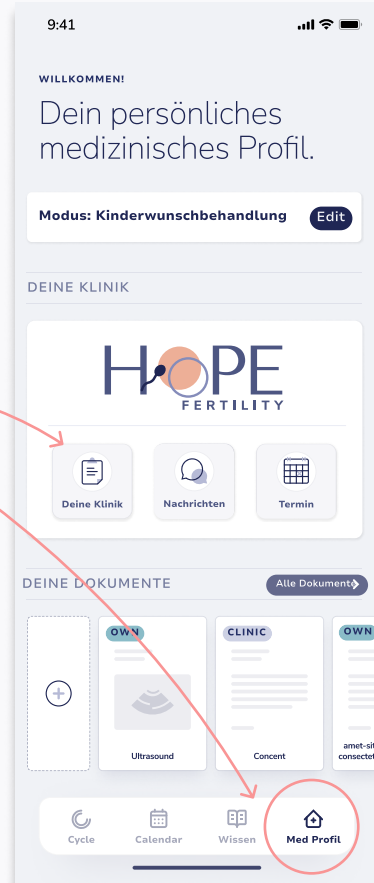 9:41
WILLKOMMEN!
Dein persönliches
medizinisches Profil.
Modus: Kinderwunschbehandlung Edit
DEINE KLINIK
HOPE
FERTILITY
Deine Klinik Nachrichten Termin
DEINE DOKUMENTE Alle Dokumente
OWN CLINIC OWN
Ultrasound Concent amet-sit
consectet
Cycle Calendar Wissen Med Profil